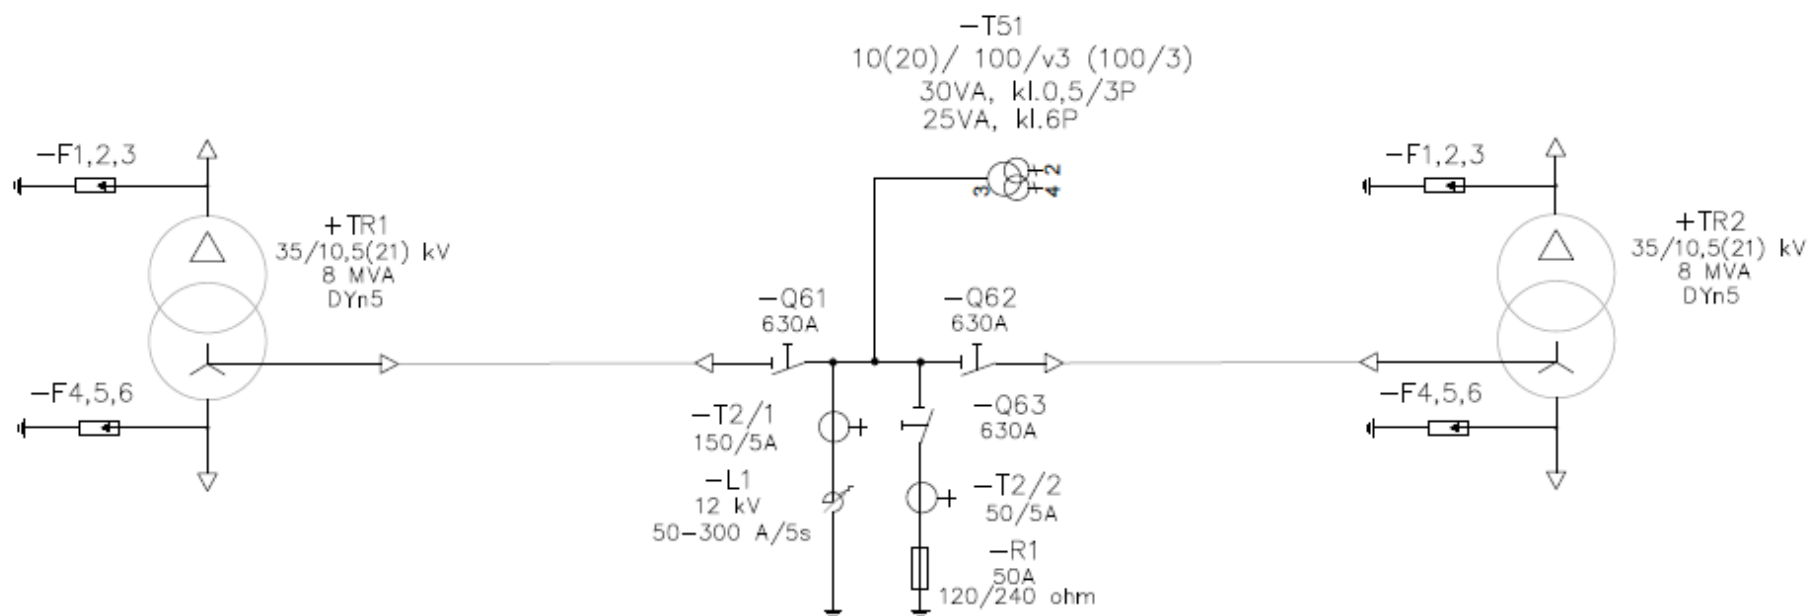 −T51
10(20)/ 100/v3 (100/3)
30VA, kl.0,5/3P
25VA, kl.6P
−F1,2,3
−F1,2,3
3
2
4
+TR1
35/10,5(21) kV
8 MVA
DYn5
+TR2
35/10,5(21) kV
8 MVA
DYn5
−Q61
630A
−Q62
630A
−F4,5,6
−F4,5,6
−T2/1
150/5A
−Q63
630A
−L1
12 kV
50−300 A/5s
−T2/2
50/5A
−R1
50A
120/240 ohm